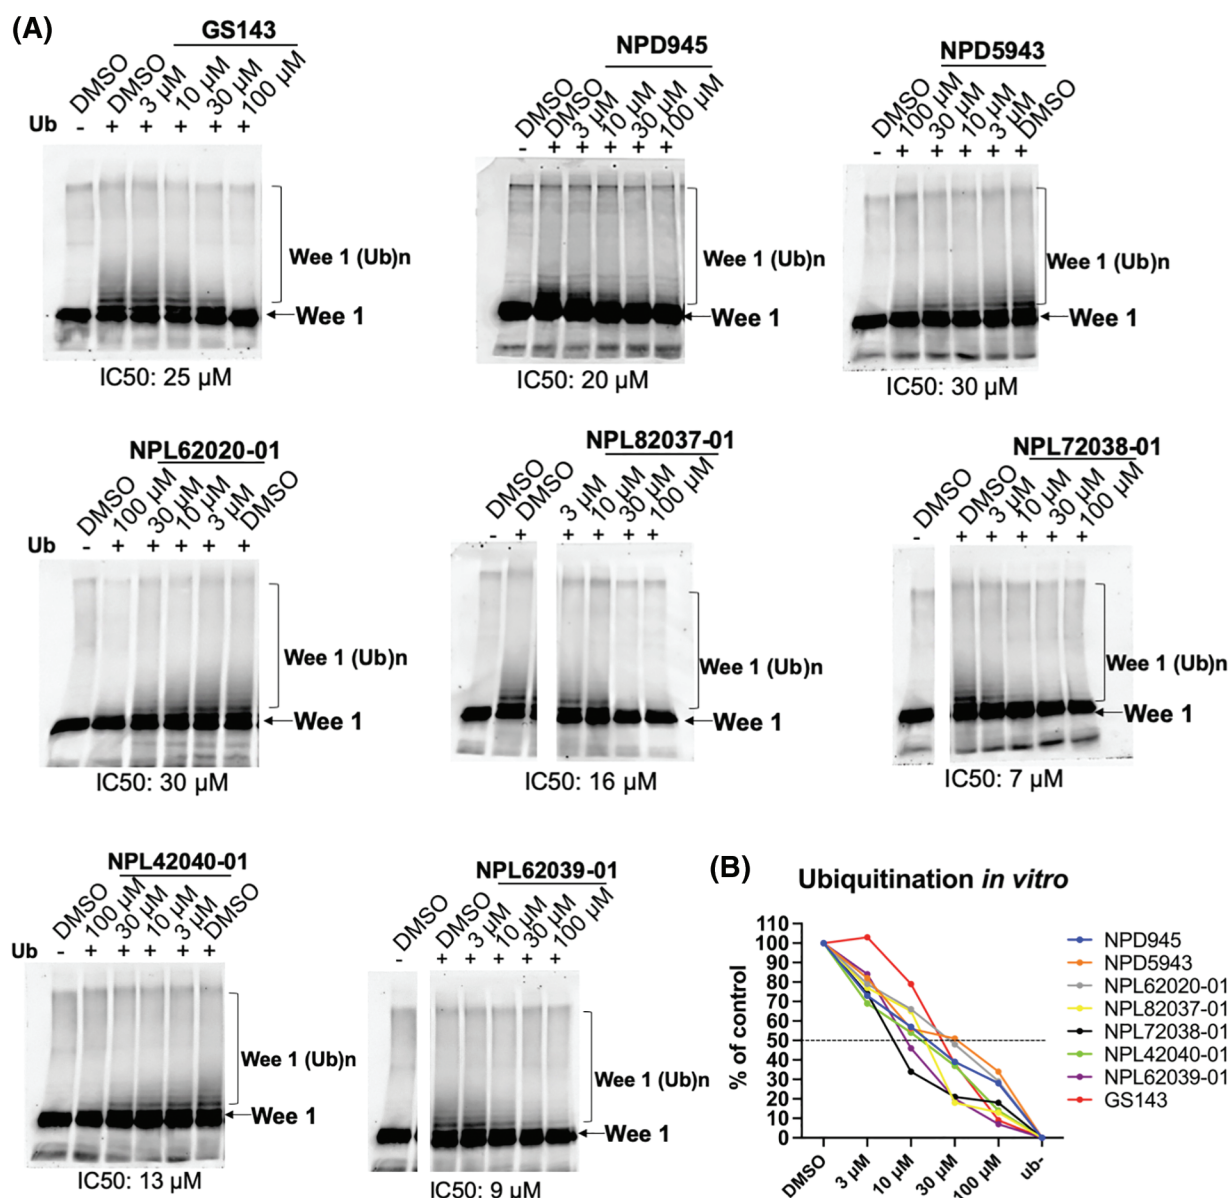 (A)
GS143
DMSO DMSO 3 µM 10 µM 30 µM 100 µM
Ub - + + + + +
Wee 1 (Ub)n
Wee 1
IC50: 25 µM
NPD945
DMSO DMSO 3 µM 10 µM 30 µM 100 µM
- + + + + +
Wee 1 (Ub)n
Wee 1
IC50: 20 µM
NPD5943
DMSO 100 µM 30 µM 10 µM 3 µM DMSO
- + + + + +
Wee 1 (Ub)n
Wee 1
IC50: 30 µM
NPL62020-01
DMSO 100 µM 30 µM 10 µM 3 µM DMSO
Ub - + + + + +
Wee 1 (Ub)n
Wee 1
IC50: 30 µM
NPL82037-01
DMSO DMSO 3 µM 10 µM 30 µM 100 µM
- + + + + +
Wee 1 (Ub)n
Wee 1
IC50: 16 µM
NPL72038-01
DMSO DMSO 3 µM 10 µM 30 µM 100 µM
- + + + + +
Wee 1 (Ub)n
Wee 1
IC50: 7 µM
NPL42040-01
DMSO 100 µM 30 µM 10 µM 3 µM DMSO
Ub - + + + + +
Wee 1 (Ub)n
Wee 1
IC50: 13 µM
NPL62039-01
DMSO DMSO 3 µM 10 µM 30 µM 100 µM
- + + + + +
Wee 1 (Ub)n
Wee 1
IC50: 9 µM
(B)
Ubiquitination in vitro
% of control
110
100
90
80
70
60
50
40
30
20
10
0
DMSO 3 µM 10 µM 30 µM 100 µM ub-
NPD945
NPD5943
NPL62020-01
NPL82037-01
NPL72038-01
NPL42040-01
NPL62039-01
GS143